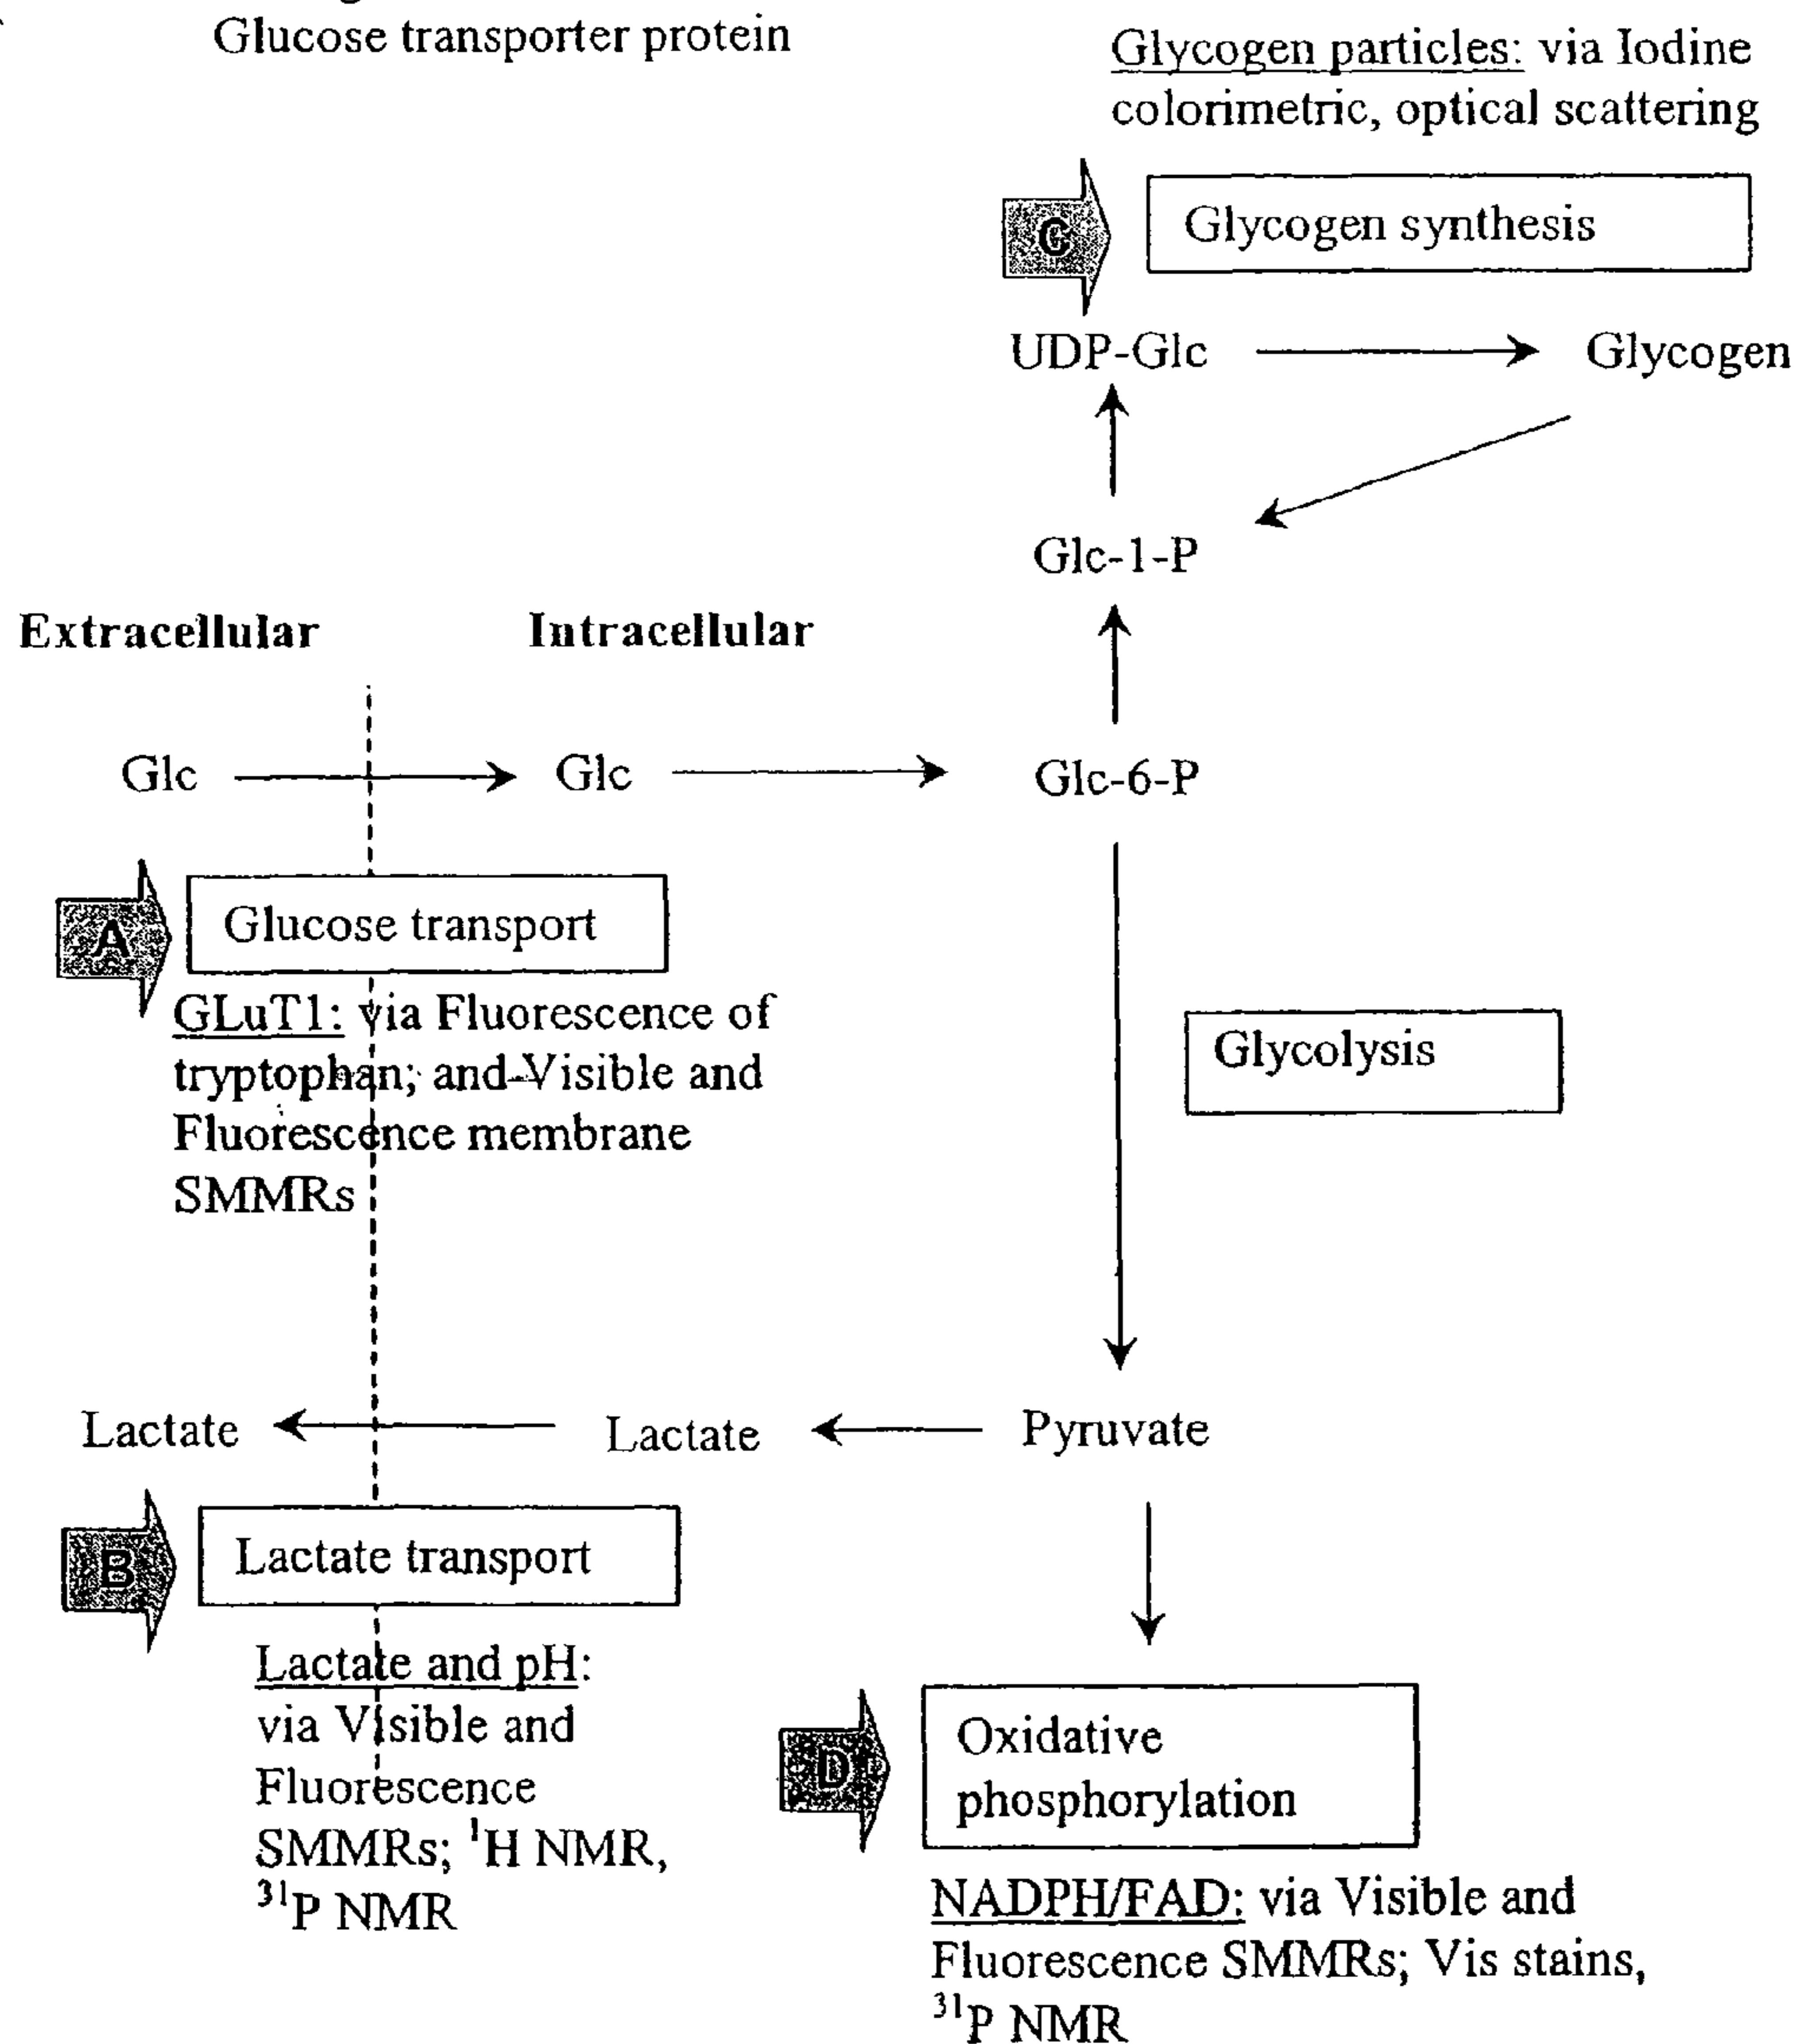 Glucose transporter protein
Glycogen particles: via Iodine
colorimetric, optical scattering
C
Glycogen synthesis
UDP-Glc
Glycogen
Glc-1-P
Extracellular
Intracellular
Glc
Glc
Glc-6-P
A
Glucose transport
GLuT1: via Fluorescence of
tryptophan; and Visible and
Fluorescence membrane
SMMRs
Glycolysis
Lactate
Lactate
Pyruvate
B
Lactate transport
Lactate and pH:
via Visible and
Fluorescence
SMMRs; ¹H NMR,
³¹P NMR
D
Oxidative
phosphorylation
NADPH/FAD: via Visible and
Fluorescence SMMRs; Vis stains,
³¹P NMR